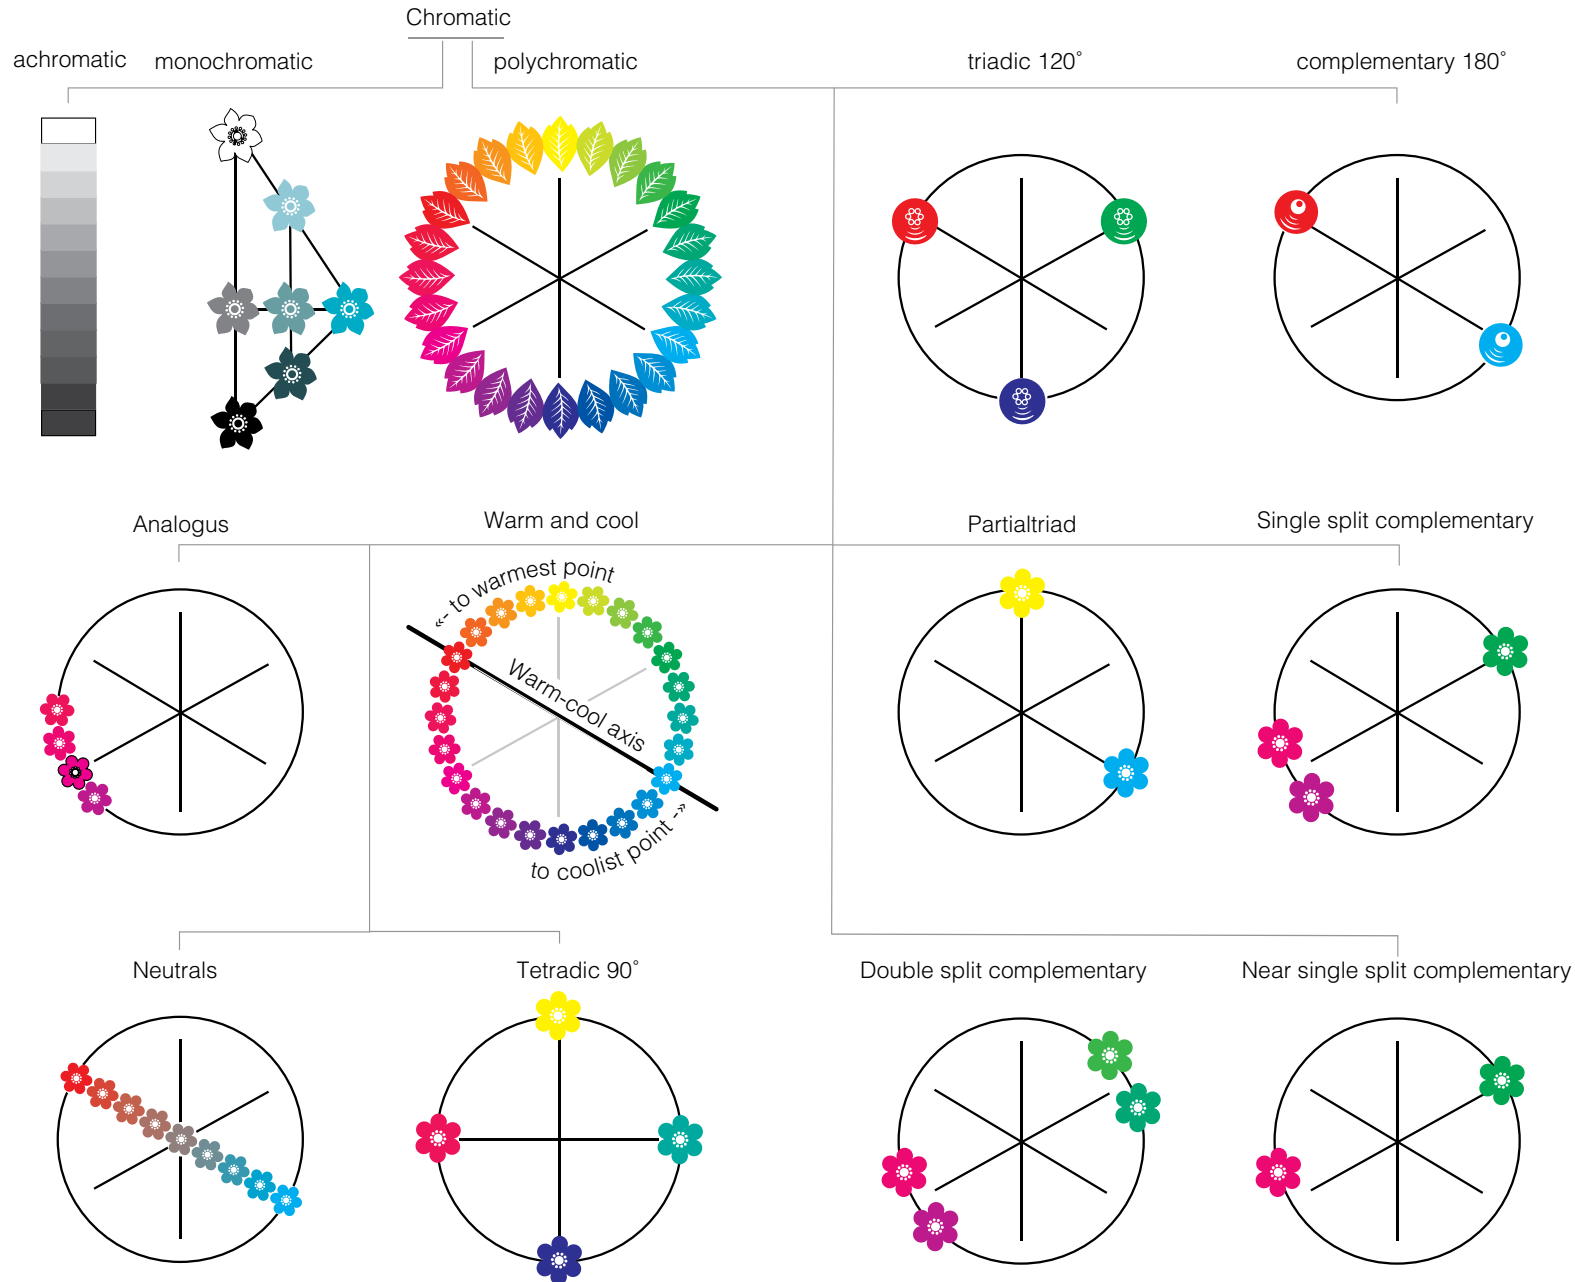 Chromatic
achromatic
monochromatic
polychromatic
triadic 120˚
complementary 180˚
Analogus
Warm and cool
Partialtriad
Single split complementary
«- to warmest point
Warm-cool axis
to coolist point -»
Neutrals
Tetradic 90˚
Double split complementary
Near single split complementary